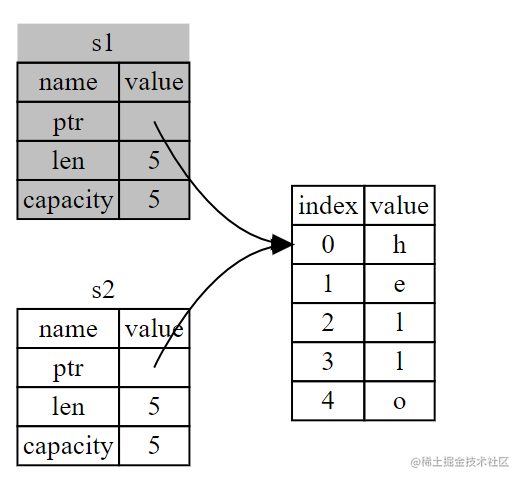 s1
name value
ptr
len 5
capacity 5
index value
0 h
1 e
2 l
3 l
4 o
s2
name value
ptr
len 5
capacity 5
@稀土掘金技术社区